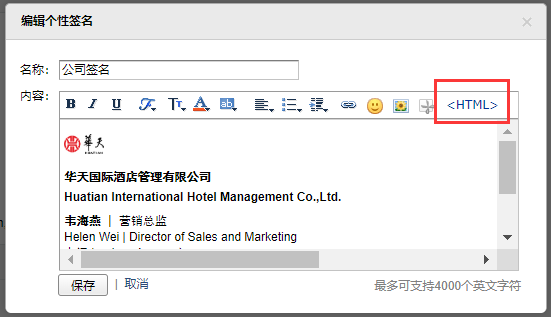 编辑个性签名
名称：
公司签名
内容：
B I U F TT A ab <HTML>
華天
华天国际酒店管理有限公司
Huatian International Hotel Management Co.,Ltd.
韦海燕 | 营销总监
Helen Wei | Director of Sales and Marketing
保存 | 取消
最多可支持4000个英文字符